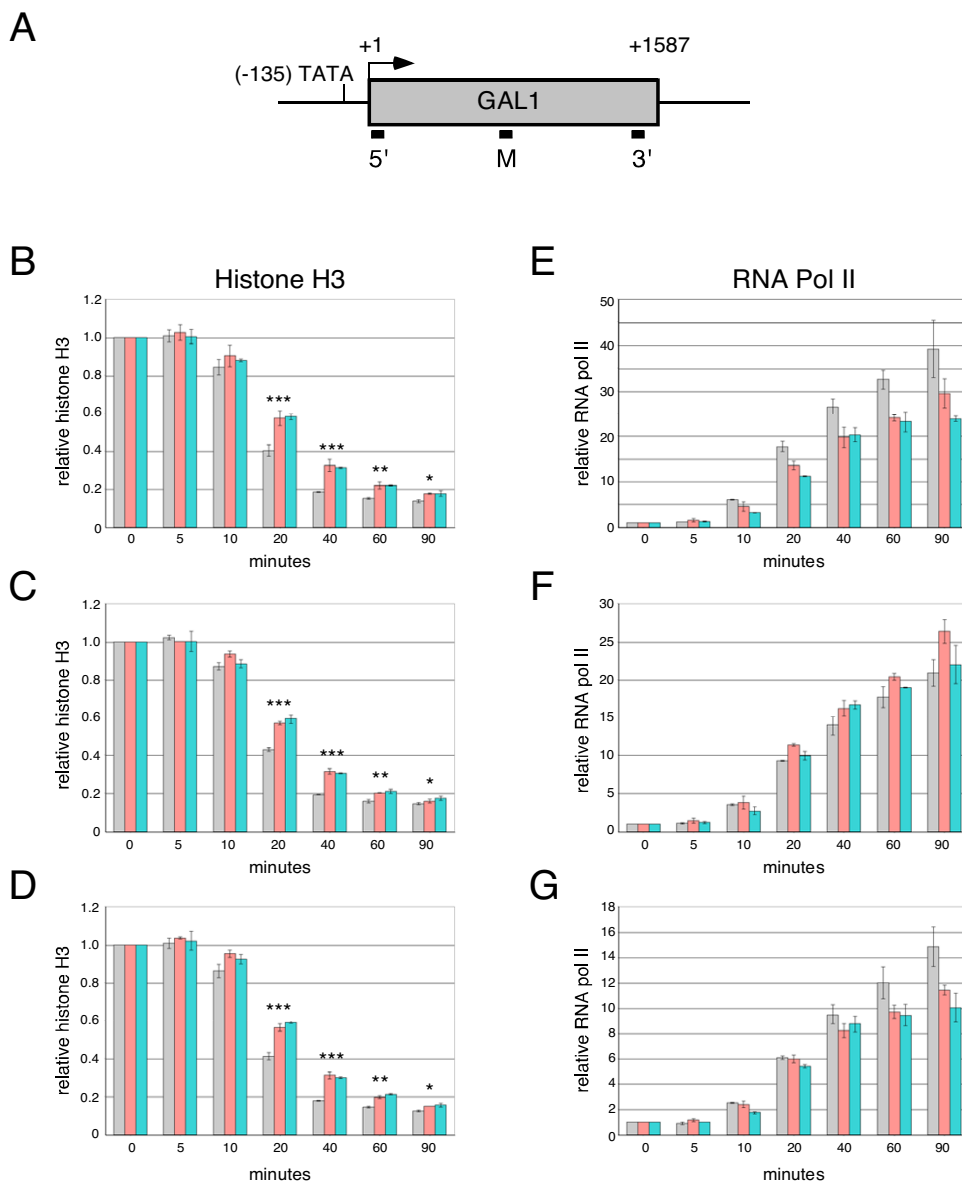 A
+1
+1587
(-135) TATA
GAL1
5'
M
3'
B
Histone H3
relative histone H3
1.2
1.0
0.8
0.6
0.4
0.2
0
***
***
**
*
0 5 10 20 40 60 90
minutes
E
RNA Pol II
relative RNA pol II
50
40
30
20
10
0
0 5 10 20 40 60 90
minutes
C
relative histone H3
1.2
1.0
0.8
0.6
0.4
0.2
0
***
***
**
*
0 5 10 20 40 60 90
minutes
F
relative RNA pol II
30
25
20
15
10
5
0
0 5 10 20 40 60 90
minutes
D
relative histone H3
1.2
1.0
0.8
0.6
0.4
0.2
0
***
***
**
*
0 5 10 20 40 60 90
minutes
G
relative RNA pol II
18
16
14
12
10
8
6
4
2
0
0 5 10 20 40 60 90
minutes